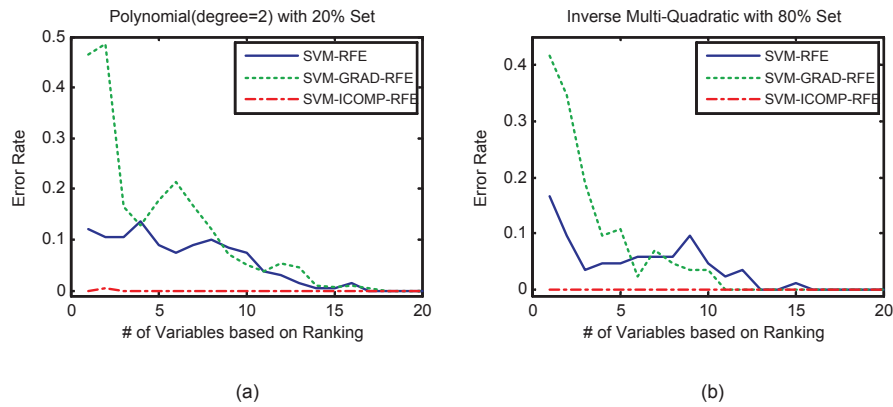 Polynomial(degree=2) with 20% Set
0.5
0.4
0.3
0.2
0.1
0
Error Rate
SVM-RFE
SVM-GRAD-RFE
SVM-ICOMP-RFE
0 5 10 15 20
# of Variables based on Ranking
(a)
Inverse Multi-Quadratic with 80% Set
0.4
0.3
0.2
0.1
0
Error Rate
SVM-RFE
SVM-GRAD-RFE
SVM-ICOMP-RFE
0 5 10 15 20
# of Variables based on Ranking
(b)